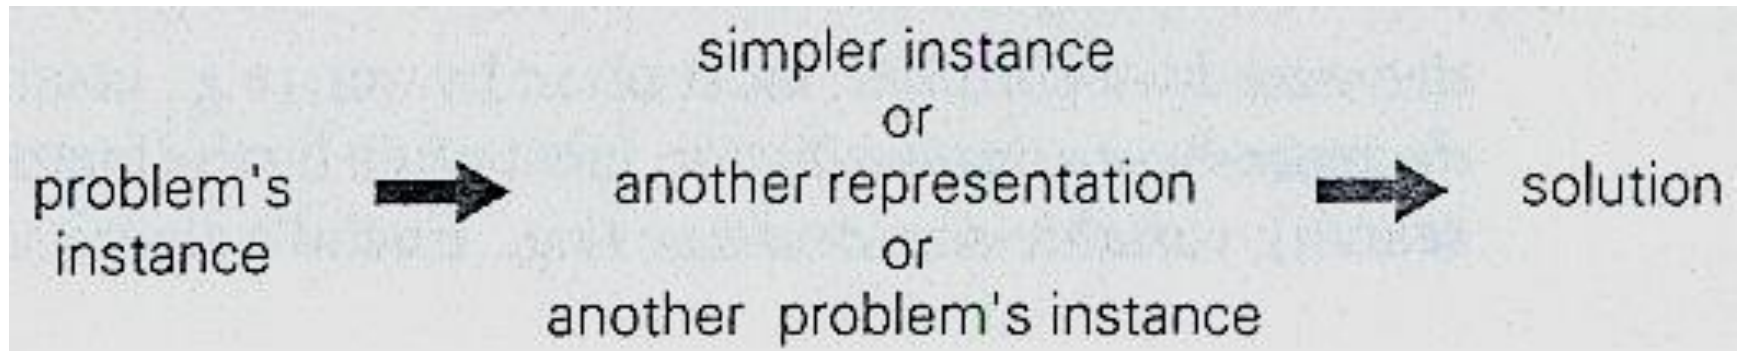 problem's
instance
simpler instance
or
another representation
or
another problem's instance
solution